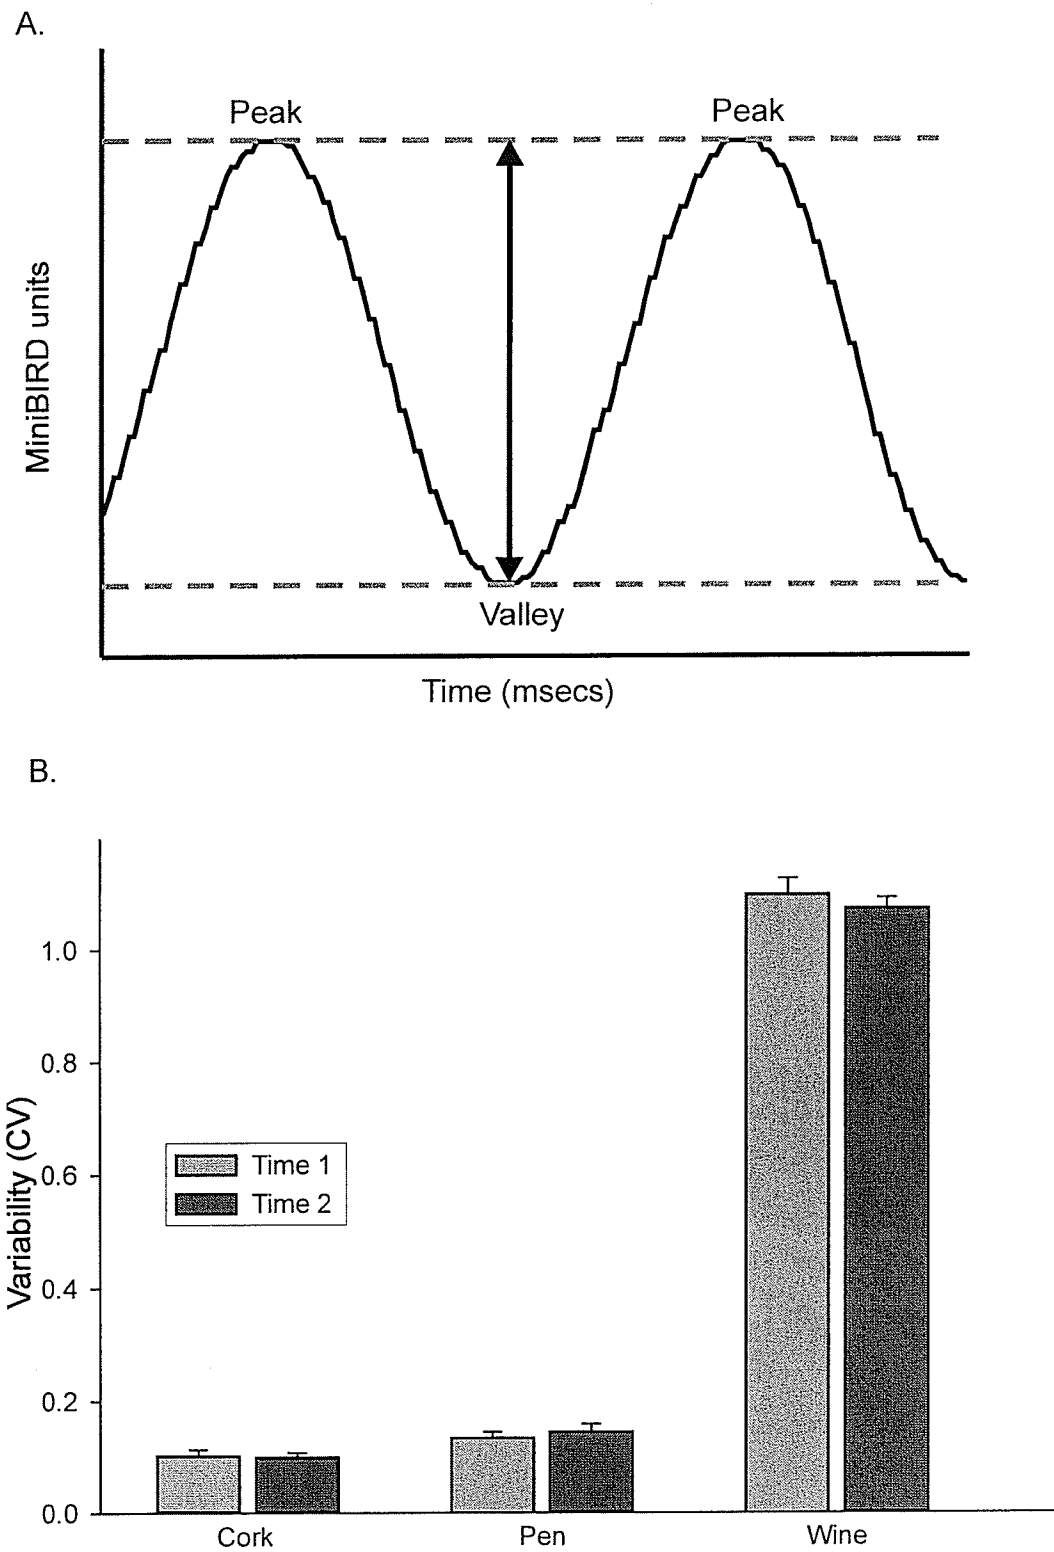 A.
Peak
Peak
MiniBIRD units
Valley
Time (msecs)
B.
1.0
0.8
Variability (CV)
Time 1
0.6
Time 2
0.4
0.2
0.0
Cork
Pen
Wine